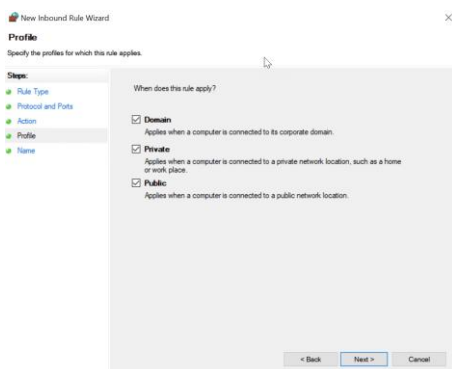 New Inbound Rule Wizard
Profile
Specify the profiles for which this rule applies.
Steps:
Rule Type
Protocol and Ports
Action
Profile
Name
When does this rule apply?
Domain
Applies when a computer is connected to its corporate domain.
Private
Applies when a computer is connected to a private network location, such as a home
or work place.
Public
Applies when a computer is connected to a public network location.
< Back
Next >
Cancel